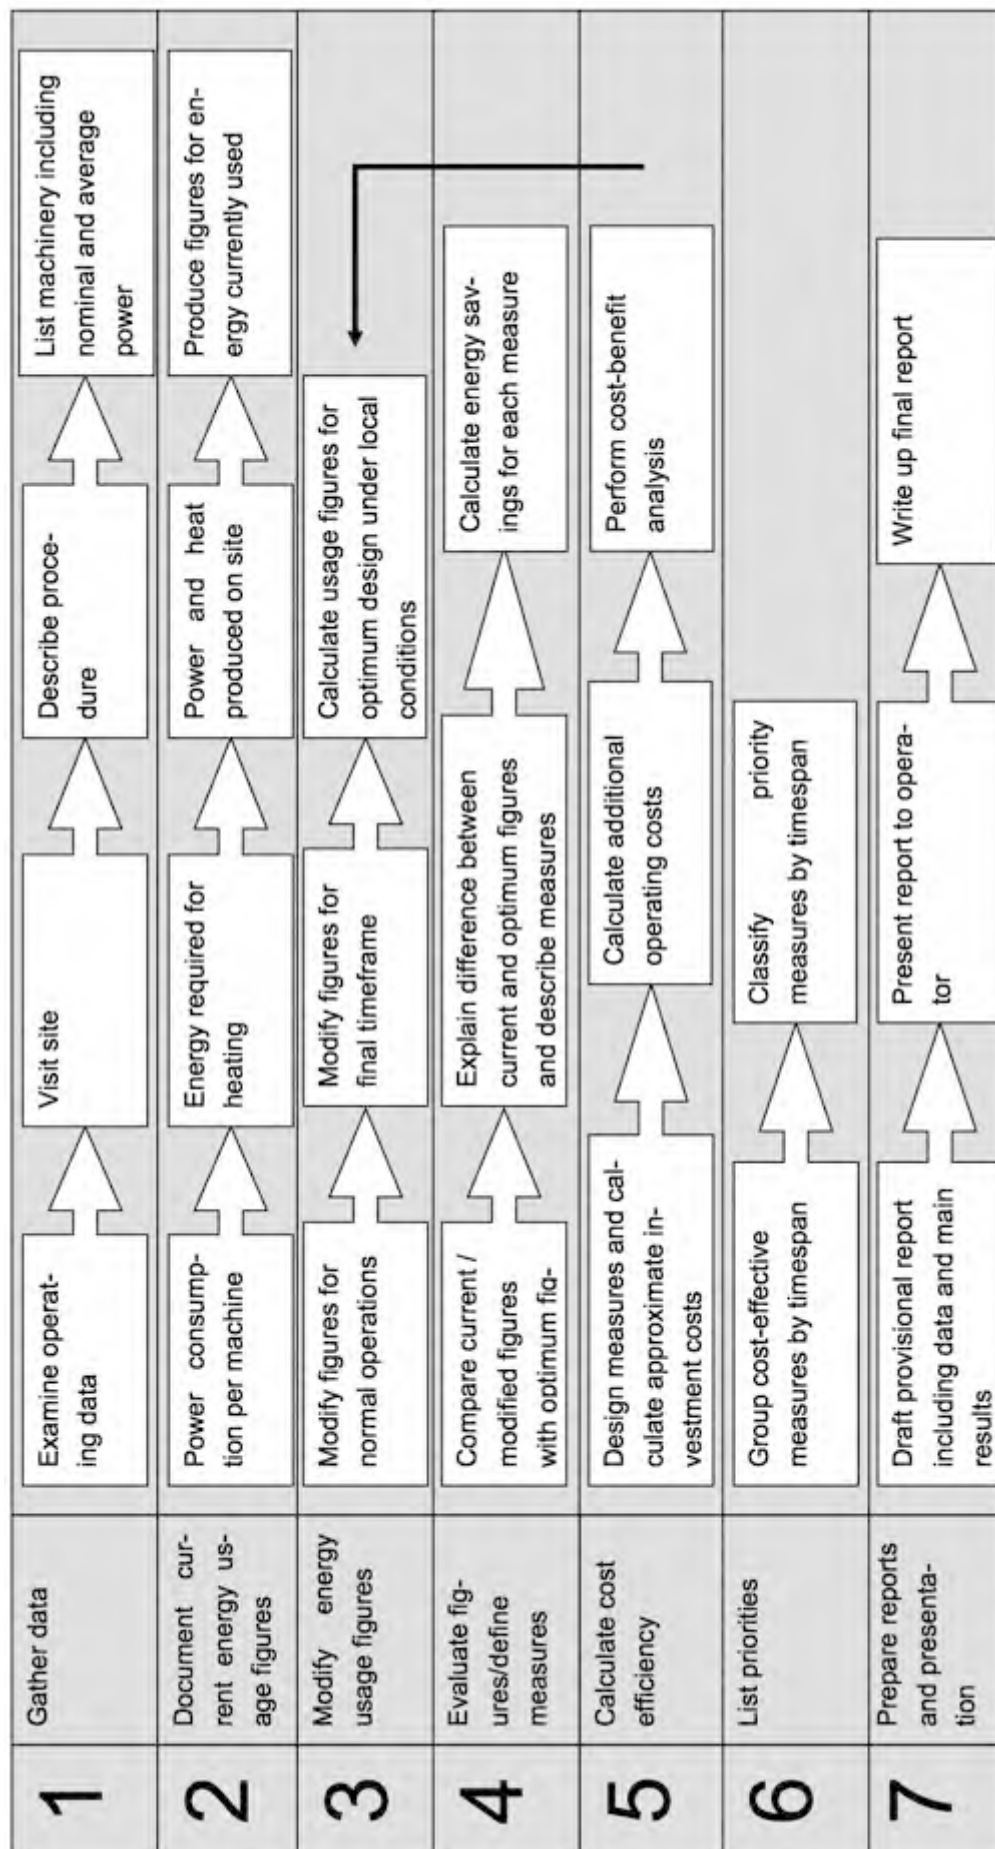 1
Gather data
Examine operat-
ing data
Visit site
Describe proce-
dure
List machinery including
nominal and average
power
2
Document cur-
rent energy us-
age figures
Power consump-
tion per machine
Energy required for
heating
Power and heat
produced on site
Produce figures for en-
ergy currently used
3
Modify energy
usage figures
Modify figures for
normal operations
Modify figures for
final timeframe
Calculate usage figures for
optimum design under local
conditions
4
Evaluate fig-
ures/define
measures
Compare current /
modified figures
with optimum fig-
Explain difference between
current and optimum figures
and describe measures
Calculate energy sav-
ings for each measure
5
Calculate cost
efficiency
Design measures and cal-
culate approximate in-
vestment costs
Calculate additional
operating costs
Perform cost-benefit
analysis
6
List priorities
Group cost-effective
measures by timespan
Classify priority
measures by timespan
7
Prepare reports
and presenta-
tion
Draft provisional report
including data and main
results
Present report to opera-
tor
Write up final report